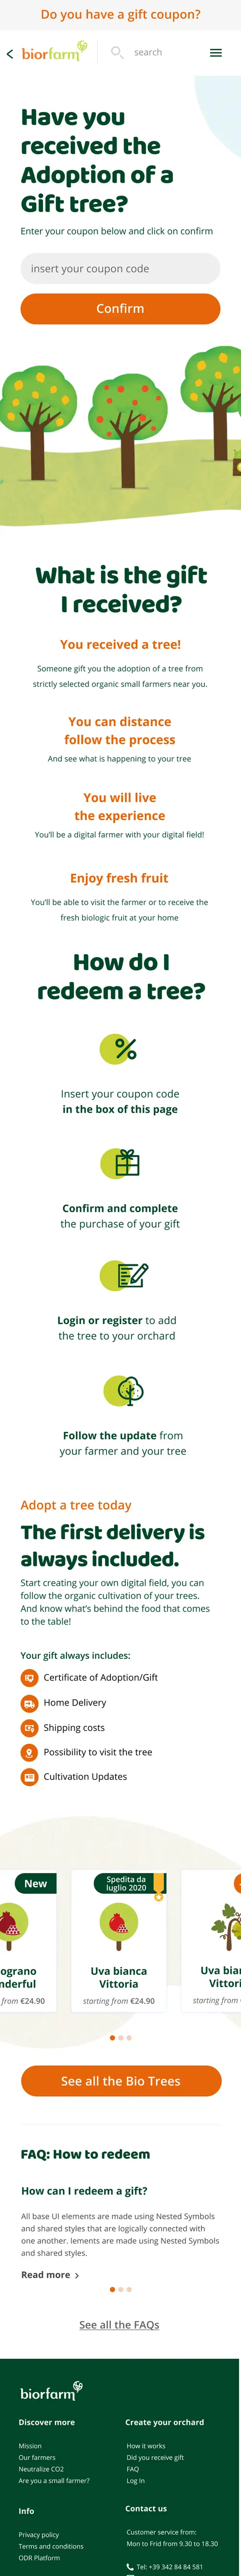 Do you have a gift coupon?
biorfarm
search
Have you
received the
Adoption of a
Gift tree?
Enter your coupon below and click on confirm
insert your coupon code
Confirm
What is the gift
I received?
You received a tree!
Someone gift you the adoption of a tree from
strictly selected organic small farmers near you.
You can distance
follow the process
And see what is happening to your tree
You will live
the experience
You'll be a digital farmer with your digital field!
Enjoy fresh fruit
You'll be able to visit the farmer or to receive the
fresh biologic fruit at your home
How do I
redeem a tree?
Insert your coupon code
in the box of this page
Confirm and complete
the purchase of your gift
Login or register to add
the tree to your orchard
Follow the update from
your farmer and your tree
Adopt a tree today
The first delivery is
always included.
Start creating your own digital field, you can
follow the organic cultivation of your trees.
And know what's behind the food that comes
to the table!
Your gift always includes:
Certificate of Adoption/Gift
Home Delivery
Shipping costs
Possibility to visit the tree
Cultivation Updates
New
ograno
nderful
from €24.90
Spedita da
luglio 2020
Uva bianca
Vittoria
starting from €24.90
Uva bian
Vittori
starting from
See all the Bio Trees
FAQ: How to redeem
How can I redeem a gift?
All base UI elements are made using Nested Symbols
and shared styles that are logically connected with
one another. lements are made using Nested Symbols
and shared styles.
Read more
See all the FAQs
biorfarm
Discover more
Mission
Our farmers
Neutralize CO2
Are you a small farmer?
Create your orchard
How it works
Did you receive gift
FAQ
Log In
Info
Privacy policy
Terms and conditions
ODR Platform
Contact us
Customer service from:
Mon to Frid from 9.30 to 18.30
Tel: +39 342 84 84 581